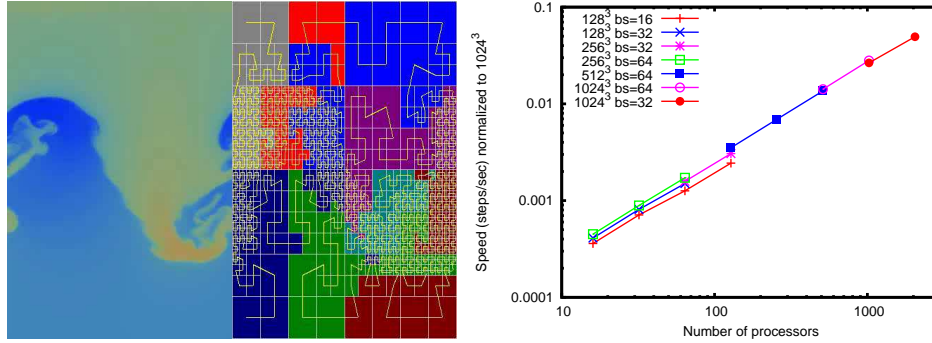 Speed (steps/sec) normalized to 1024³
0.1
0.01
0.001
0.0001
128³ bs=16
128³ bs=32
256³ bs=32
256³ bs=64
512³ bs=64
1024³ bs=64
1024³ bs=32
10 100 1000
Number of processors